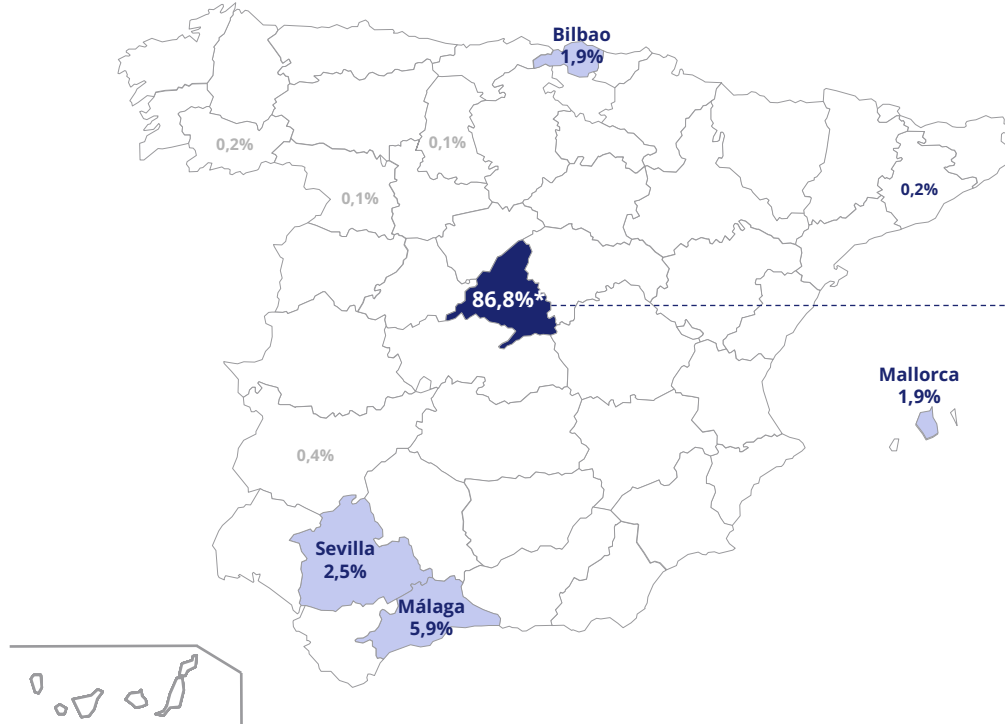 Bilbao
1,9%
0,2%
0,1%
0,1%
0,2%
86,8%*
Mallorca
1,9%
0,4%
Sevilla
2,5%
Málaga
5,9%